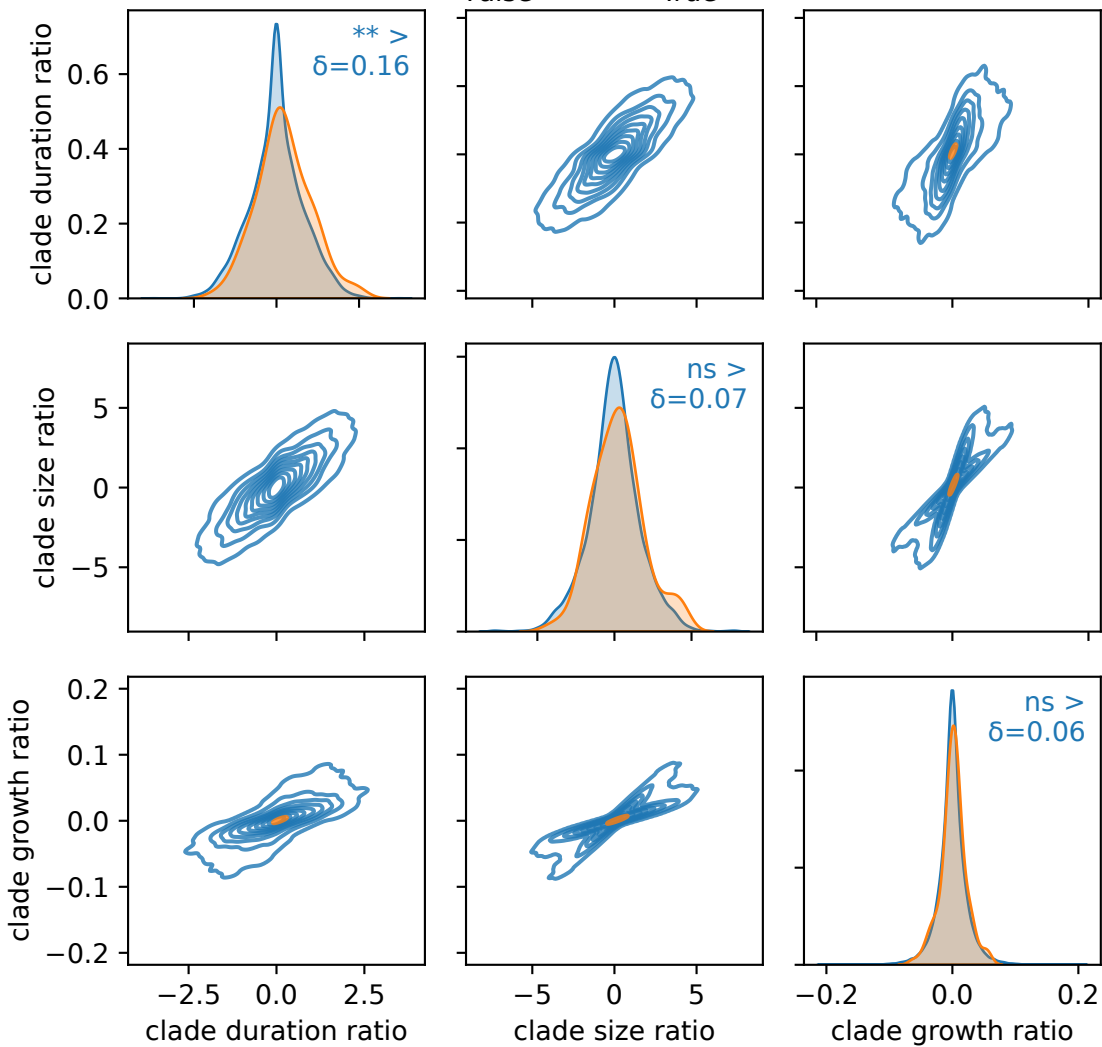 clade duration ratio
0.6
0.4
0.2
0.0
** >
δ=0.16
clade size ratio
5
0
−5
ns >
δ=0.07
clade growth ratio
0.2
0.1
0.0
−0.1
−0.2
ns >
δ=0.06
−2.5 0.0 2.5
−5 0 5
−0.2 0.0 0.2
clade duration ratio
clade size ratio
clade growth ratio